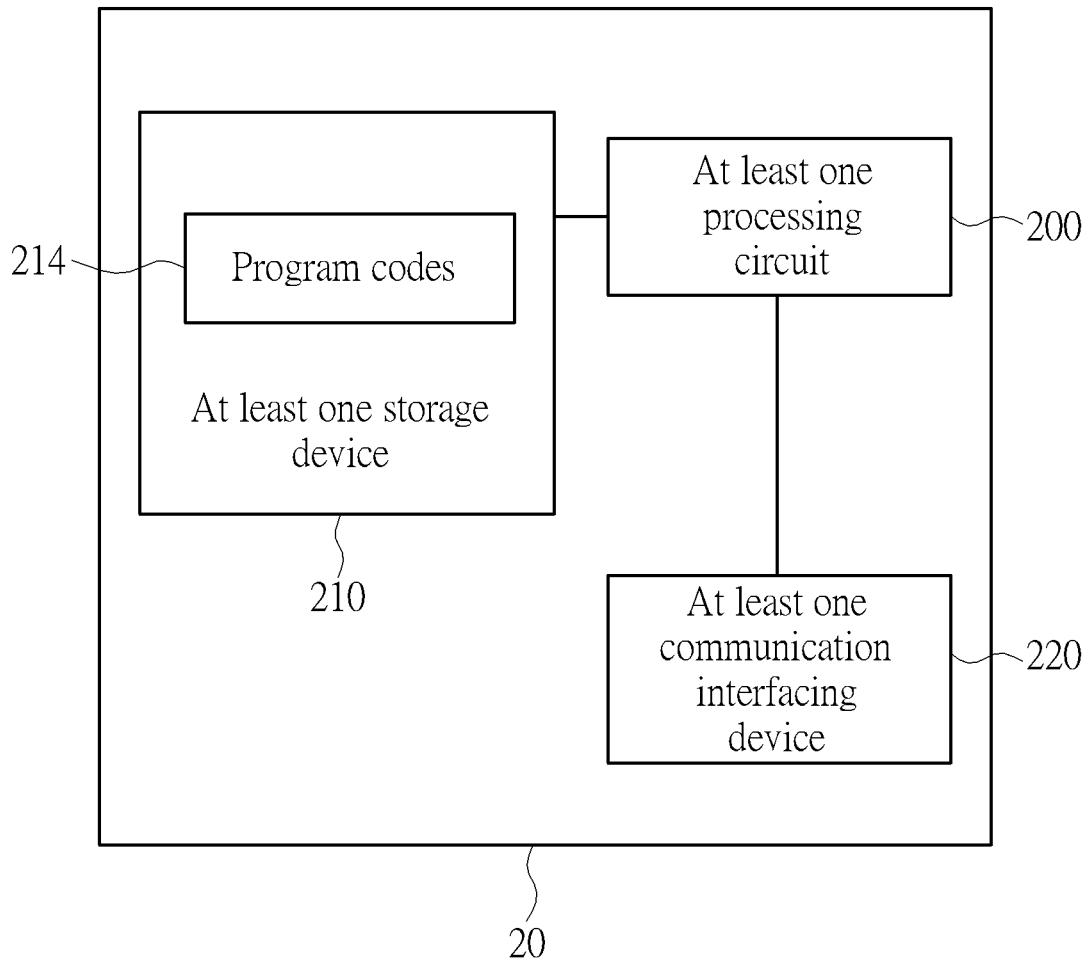 At least one
processing
circuit
200
214
Program codes
At least one storage
device
210
At least one
communication
interfacing
device
220
20